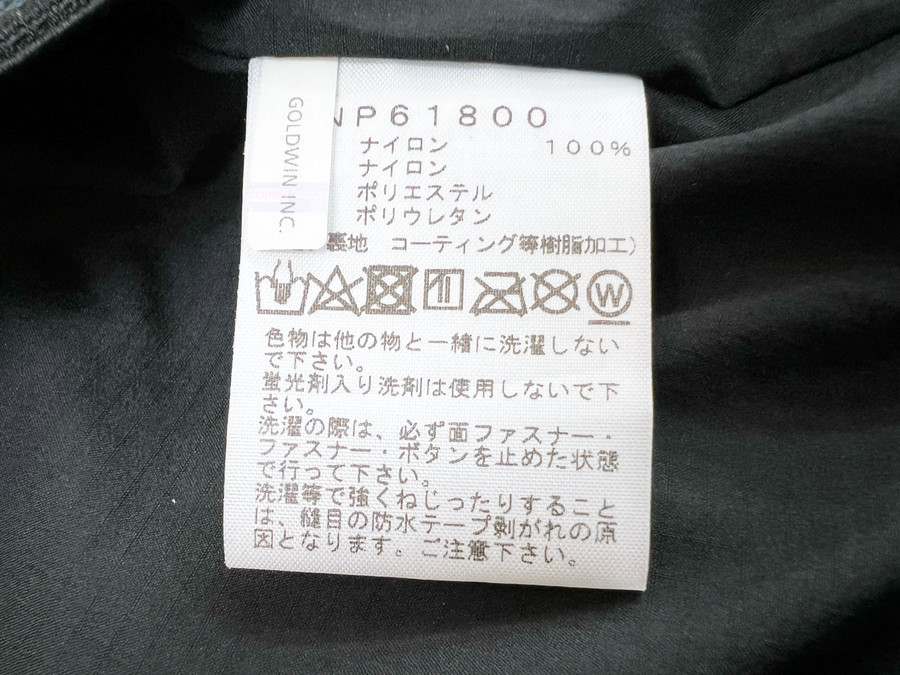 GOLDWIN INC.
NP61800
ナイロン 100%
ナイロン
ポリエステル
ポリウレタン
裏地 コーティング等樹脂加工)
W
色物は他の物と一緒に洗濯しない
で下さい。
蛍光剤入り洗剤は使用しないで下
さい。
洗濯の際は、必ず面ファスナー・
ファスナー・ボタンを止めた状態
で行って下さい。
洗濯等で強くねじったりすること
は、縫目の防水テープ剥がれの原
因となります。ご注意下さい。